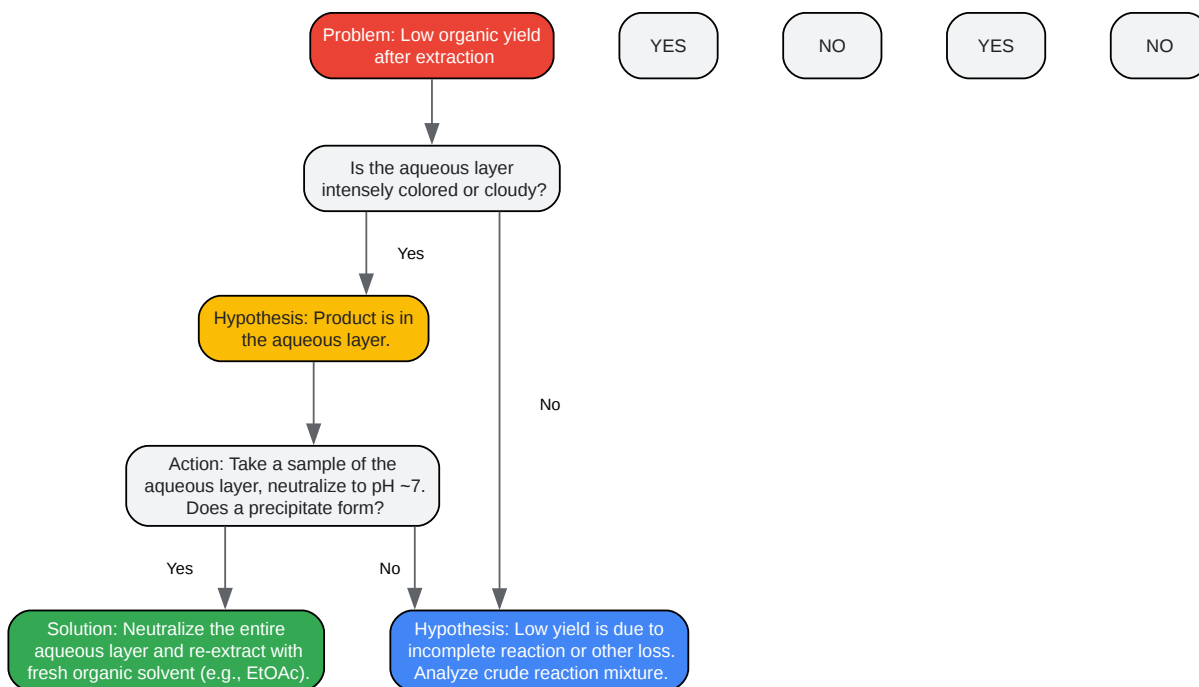 Problem: Low organic yield
after extraction
YES
NO
YES
NO
Is the aqueous layer
intensely colored or cloudy?
Yes
Hypothesis: Product is in
the aqueous layer.
No
Action: Take a sample of the
aqueous layer, neutralize to pH ~7.
Does a precipitate form?
Yes
No
Solution: Neutralize the entire
aqueous layer and re-extract with
fresh organic solvent (e.g., EtOAc).
Hypothesis: Low yield is due to
incomplete reaction or other loss.
Analyze crude reaction mixture.